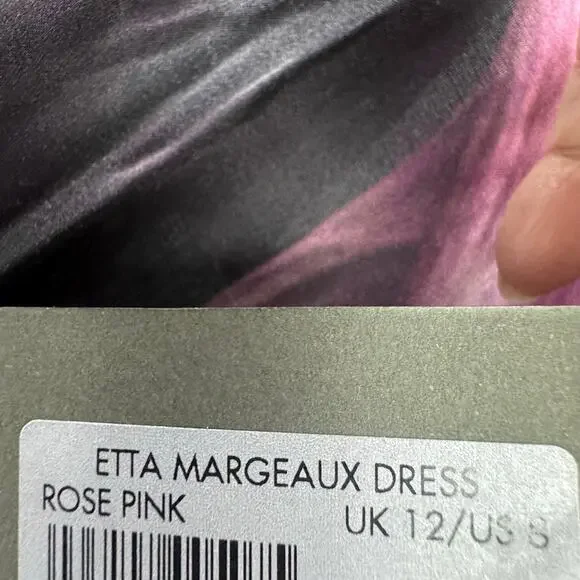 ETTA MARGEAUX DRESS
ROSE PINK
UK 12/US 8